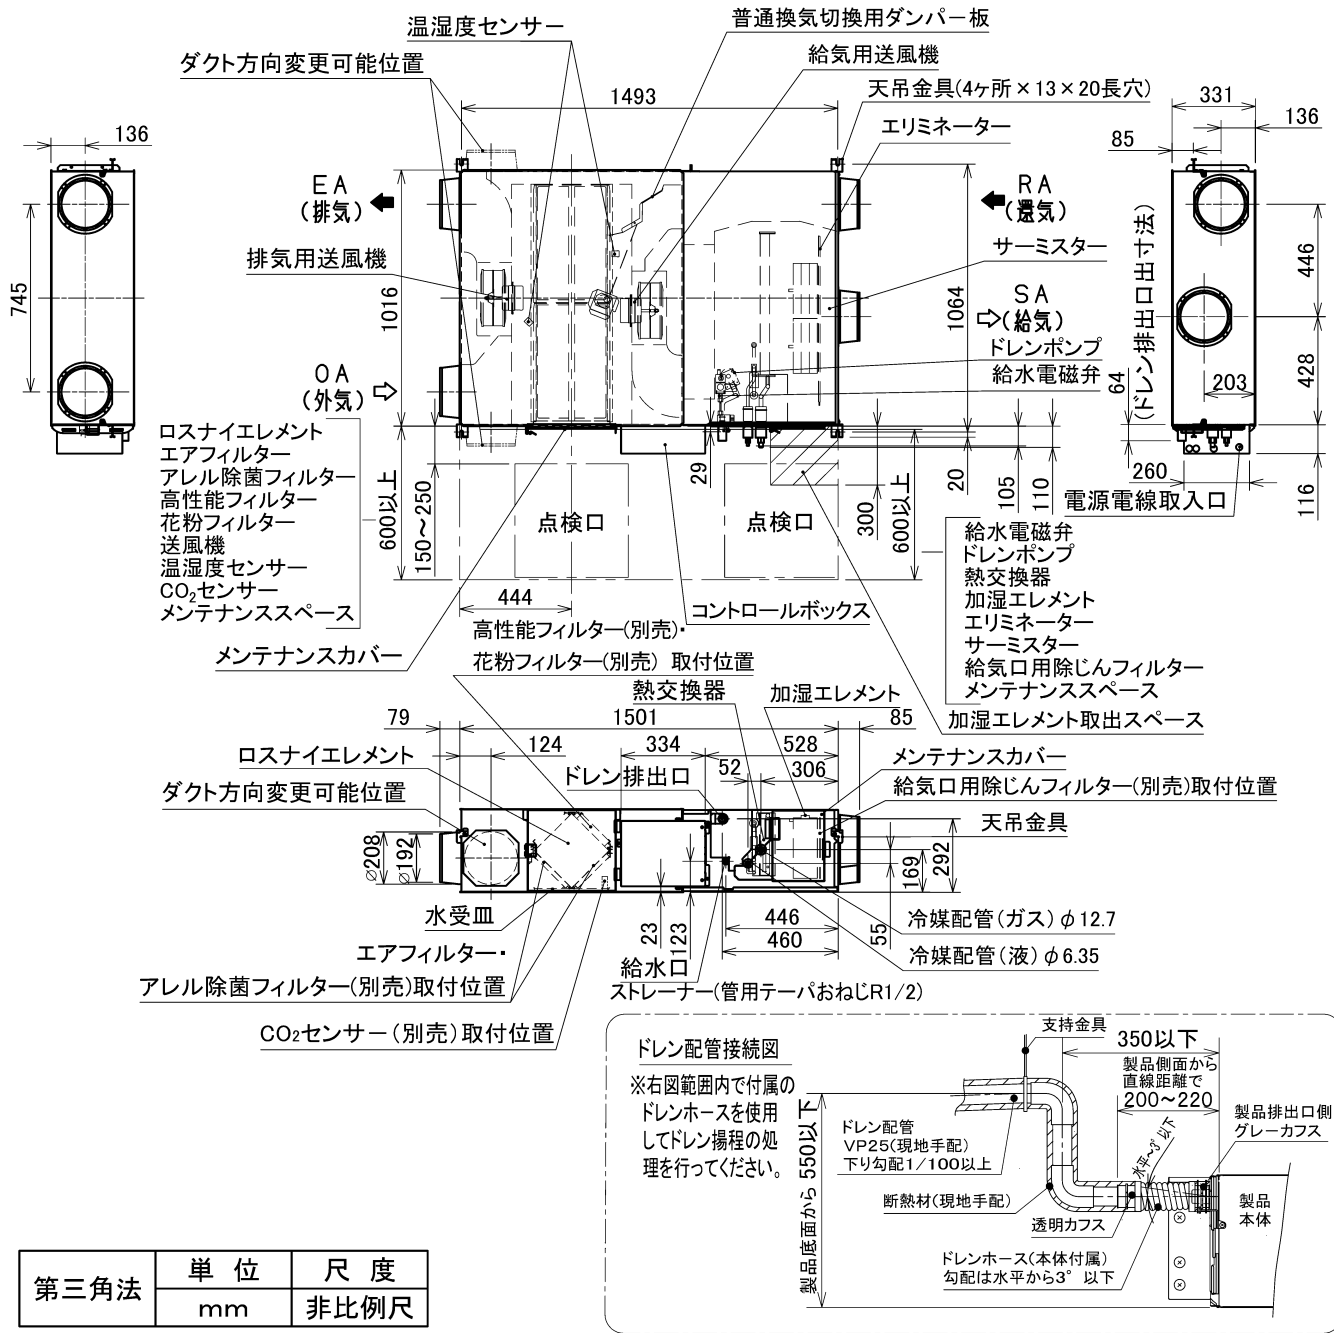 温湿度センサー
普通換気切換用ダンパー板
ダクト方向変更可能位置
給気用送風機
1493
天吊金具(4ヶ所×13×20長穴)
331
136
エリミネーター
85
136
EA
(排気)
RA
(還気)
排気用送風機
サーミスター
745
1016
1064
(ドレン排出口出寸法)
446
SA
(給気)
ドレンポンプ
給水電磁弁
OA
(外気)
64
203
428
ロスナイエレメント
エアフィルター
アレル除菌フィルター
高性能フィルター
花粉フィルター
送風機
温湿度センサー
CO₂センサー
メンテナンススペース
600以上
150~250
29
300
600以上
20
105
110
260
116
電源電線取入口
点検口
点検口
給水電磁弁
ドレンポンプ
熱交換器
加湿エレメント
エリミネーター
サーミスター
給気口用除じんフィルター
メンテナンススペース
444
コントロールボックス
高性能フィルター(別売)・
花粉フィルター(別売) 取付位置
メンテナンスカバー
熱交換器
加湿エレメント
加湿エレメント取出スペース
79
1501
85
ロスナイエレメント
124
334
528
メンテナンスカバー
ドレン排出口
52
306
給気口用除じんフィルター(別売)取付位置
ダクト方向変更可能位置
天吊金具
⌀208
⌀192
169
292
水受皿
23
123
446
55
冷媒配管(ガス)φ12.7
エアフィルター・
460
冷媒配管(液)φ6.35
アレル除菌フィルター(別売)取付位置
給水口
ストレーナー(管用テーパおねじR1/2)
CO₂センサー(別売)取付位置
ドレン配管接続図
※右図範囲内で付属の
ドレンホースを使用
してドレン揚程の処
理を行ってください。
支持金具
350以下
製品側面から
直線距離で
200~220
製品底面から550以下
ドレン配管
VP25(現地手配)
下り勾配1/100以上
水平~3°以下
製品排出口側
グレーカフス
断熱材(現地手配)
透明カフス
製品
本体
ドレンホース(本体付属)
勾配は水平から3°以下
第三角法
単位
尺度
mm
非比例尺